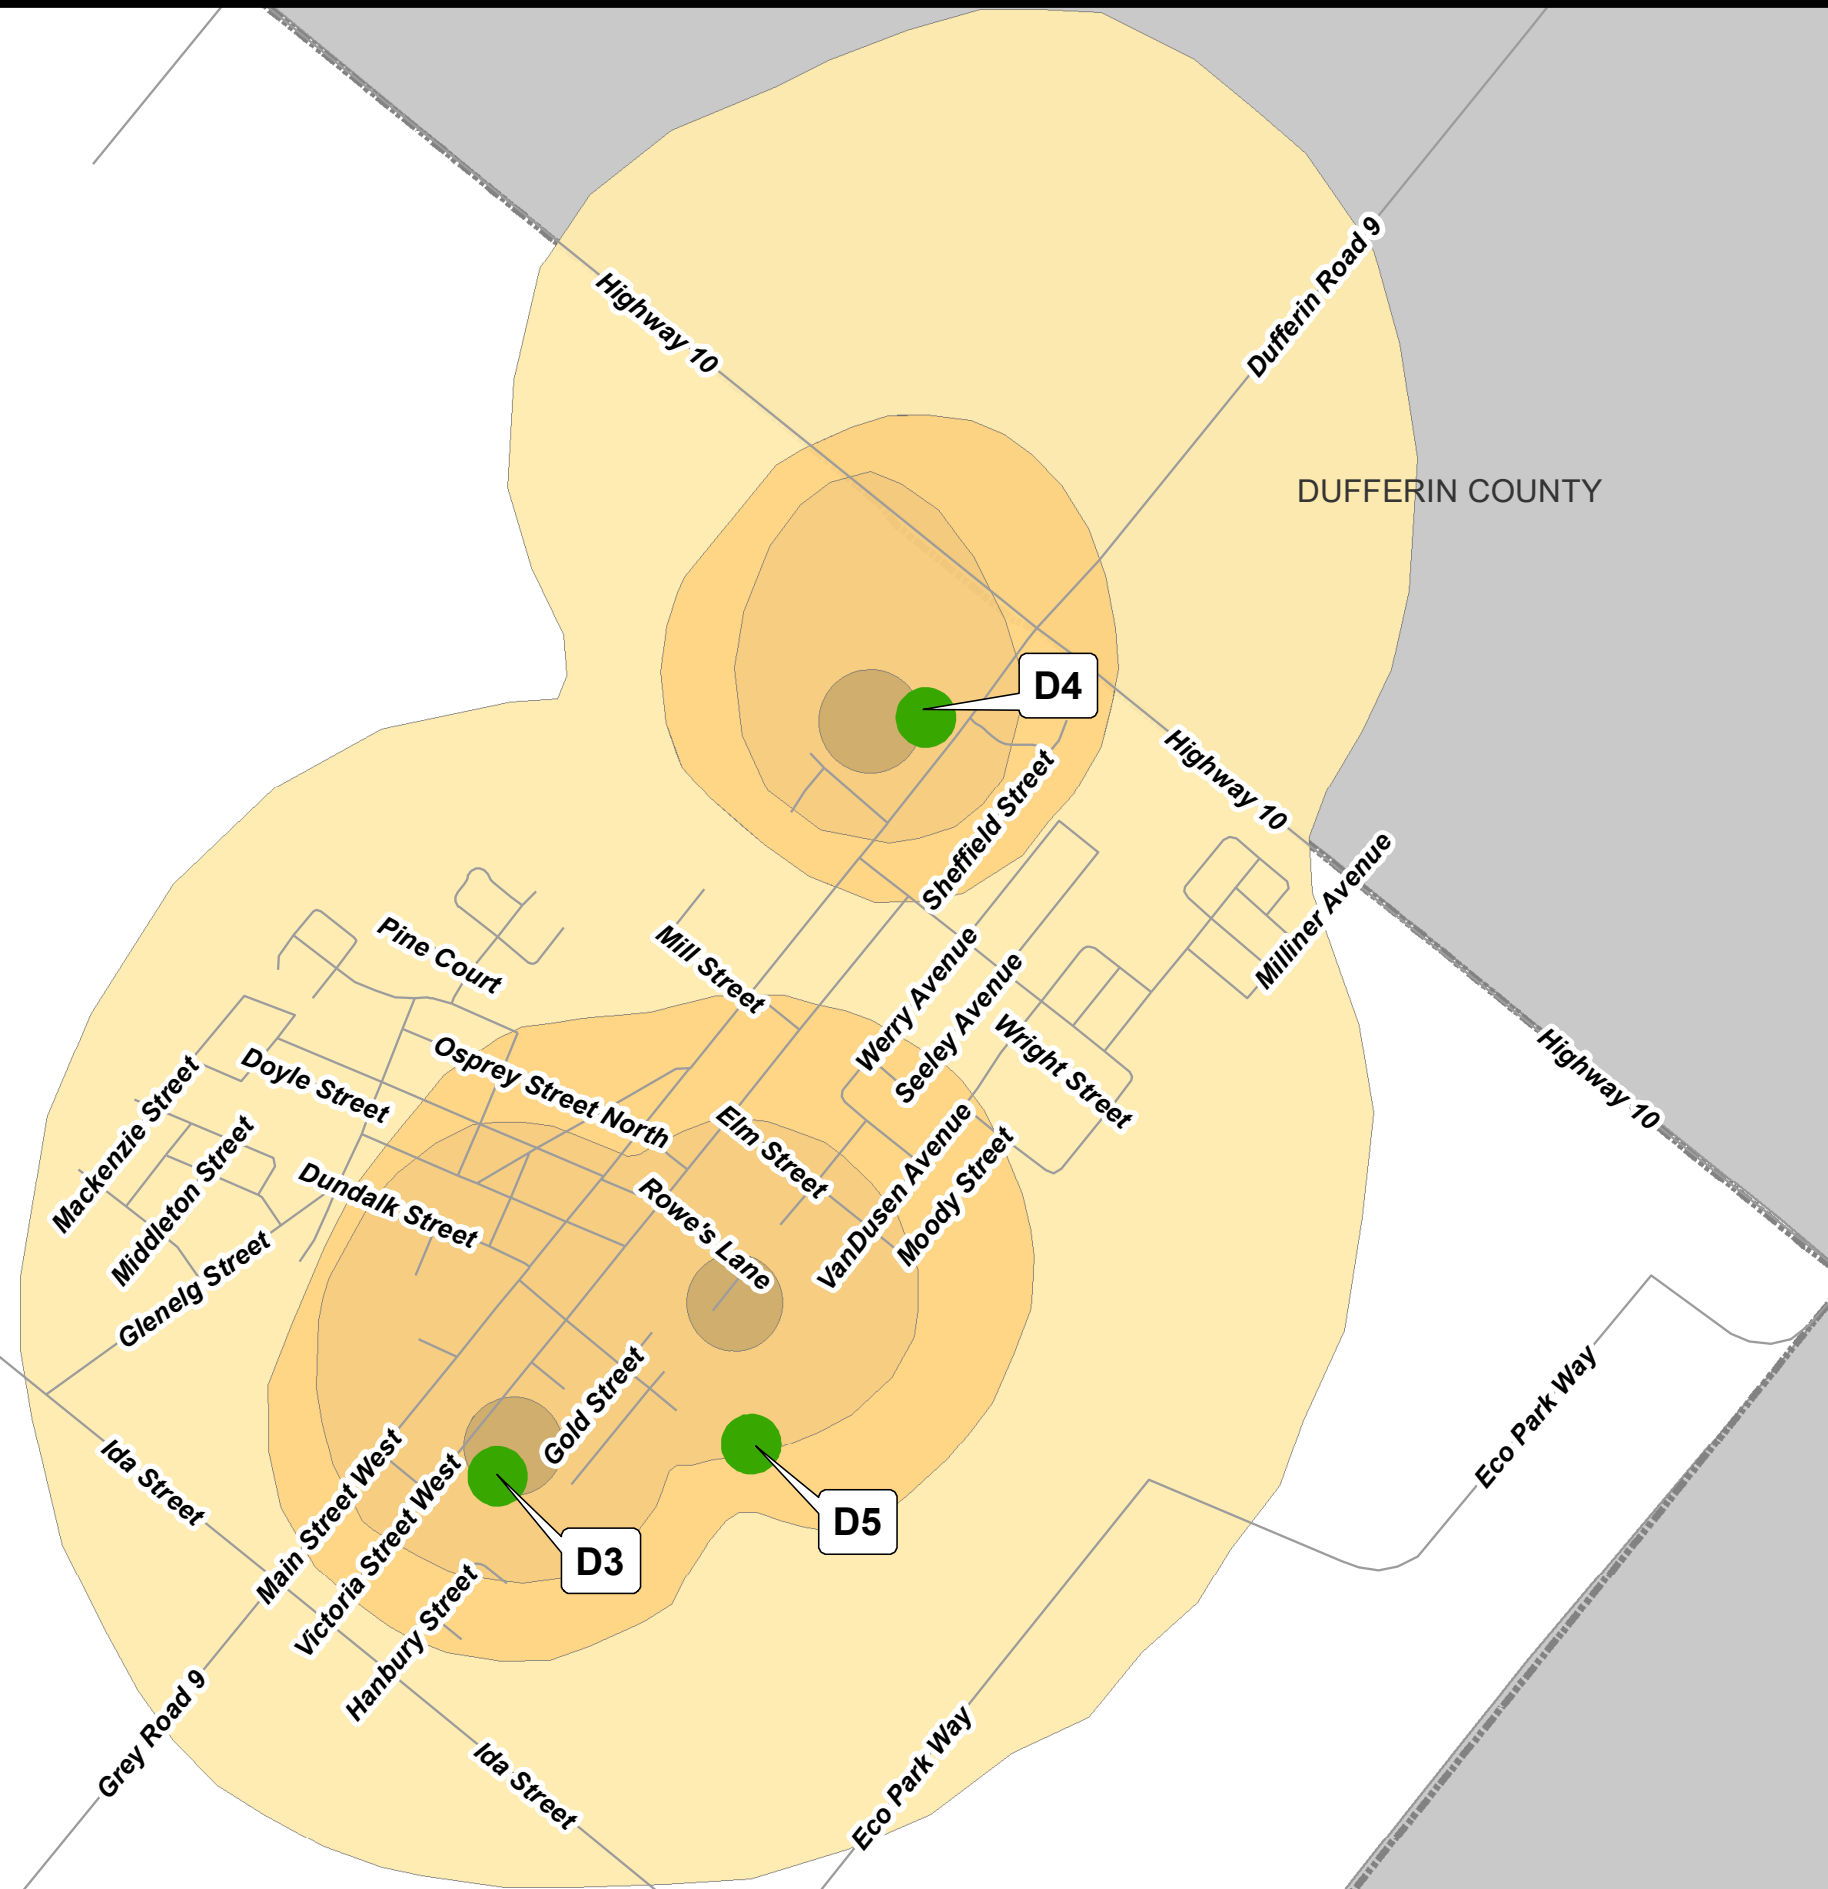 Highway 10
Dufferin Road 9
DUFFERIN COUNTY
D4
Highway 10
Sheffield Street
Milliner Avenue
Pine Court
Mill Street
Werry Avenue
Seeley Avenue
Wright Street
Highway 10
Osprey Street North
Doyle Street
Mackenzie Street
Middleton Street
Elm Street
VanDusen Avenue
Moody Street
Dundalk Street
Rowe's Lane
Glenelg Street
Gold Street
Eco Park Way
Ida Street
Main Street West
Victoria Street West
D5
D3
Hanbury Street
Grey Road 9
Ida Street
Eco Park Way